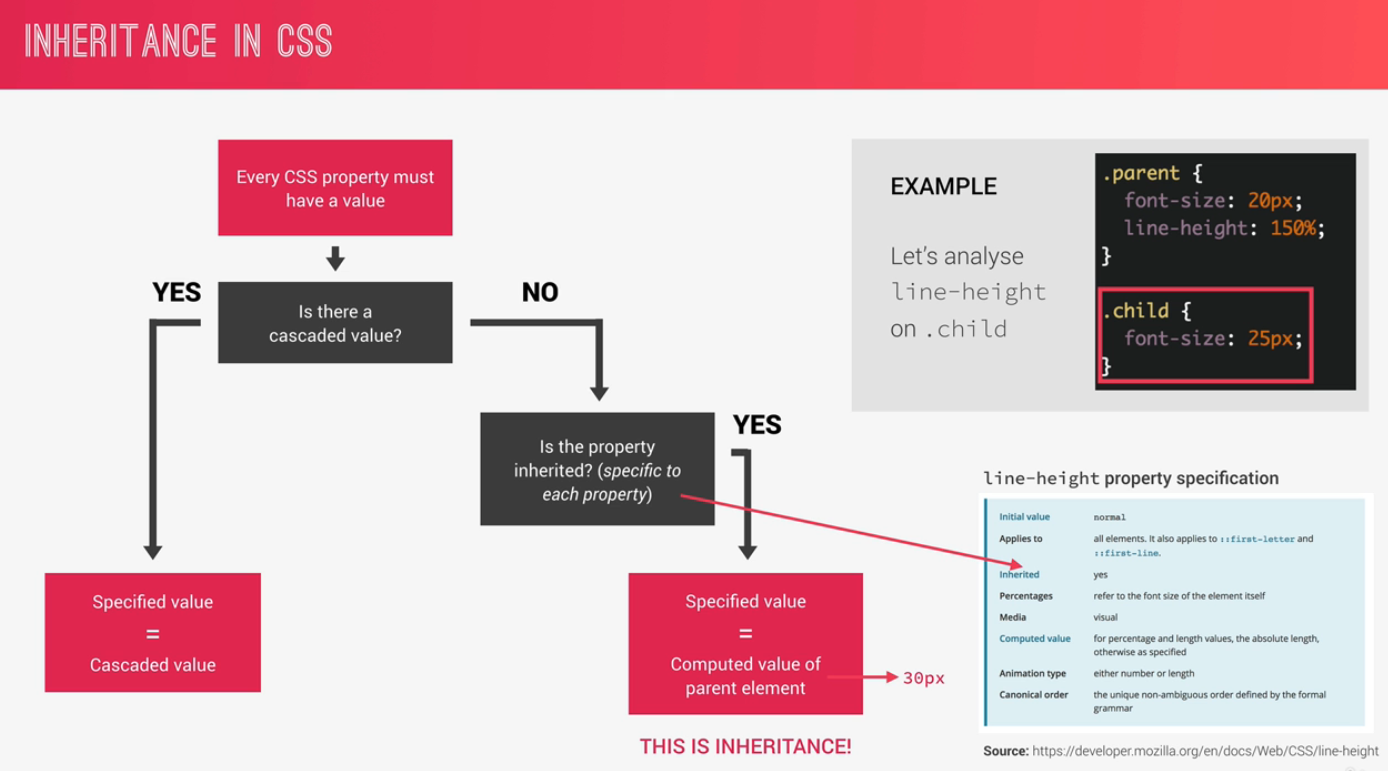 INHERITANCE IN CSS
Every CSS property must
have a value
YES
Is there a
cascaded value?
NO
Is the property
inherited? (specific to
each property)
YES
Specified value
=
Cascaded value
Specified value
=
Computed value of
parent element
30px
THIS IS INHERITANCE!
EXAMPLE
Let's analyse
line-height
on .child
.parent {
font-size: 20px;
line-height: 150%;
}
.child {
font-size: 25px;
}
line-height property specification
Initial value normal
Applies to all elements. It also applies to ::first-letter and
::first-line.
Inherited yes
Percentages refer to the font size of the element itself
Media visual
Computed value for percentage and length values, the absolute length,
otherwise as specified
Animation type either number or length
Canonical order the unique non-ambiguous order defined by the formal
grammar
Source: https://developer.mozilla.org/en/docs/Web/CSS/line-height